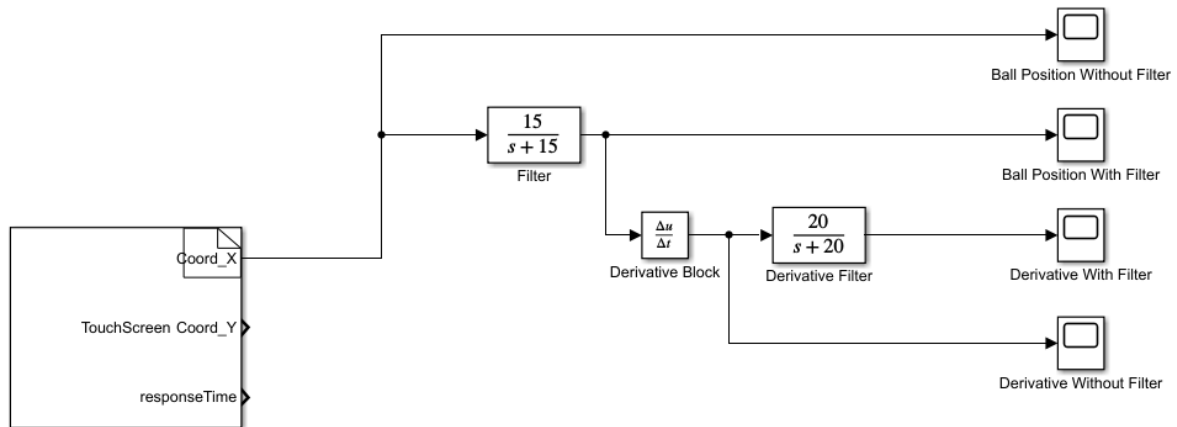 Ball Position Without Filter
15
s + 15
Filter
Ball Position With Filter
Δu
Δt
Derivative Block
20
s + 20
Derivative Filter
Derivative With Filter
Coord_X
TouchScreen Coord_Y
responseTime
Derivative Without Filter